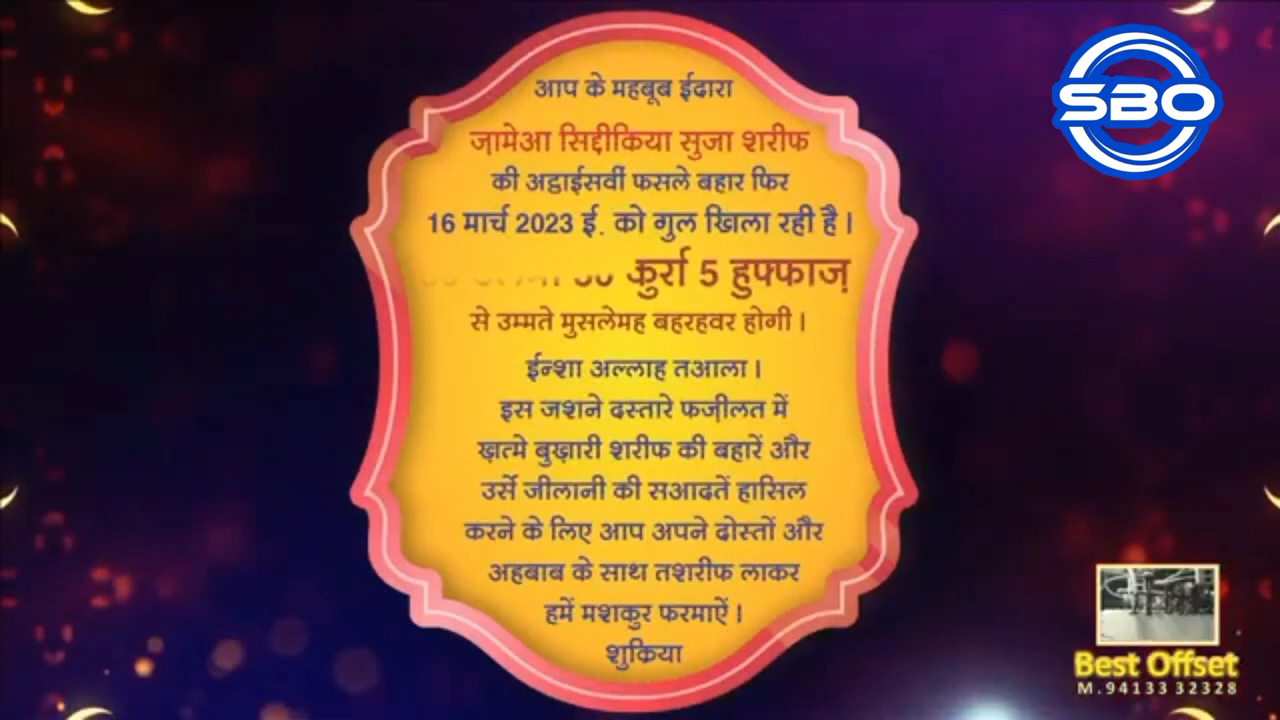 आप के महबूब ईदारा
जा़मेआ सिद्दीकिया सुजा शरीफ
की अट्ठाईसवीं फसले बहार फिर
16 मार्च 2023 ई. को गुल खिला रही है।
कुर्रा 5 हुफ्फाज़
से उम्मते मुसलेमह बहरहवर होगी।
ईन्शा अल्लाह तआला।
इस जशने दस्तारे फजी़लत में
ख़त्मे बुख़ारी शरीफ की बहारें और
उर्से जीलानी की सआदतें हासिल
करने के लिए आप अपने दोस्तों और
अहबाब के साथ तशरीफ लाकर
हमें मशकुर फरमाऐं।
शुकिया
SBO
Best Offset
M.94133 32328